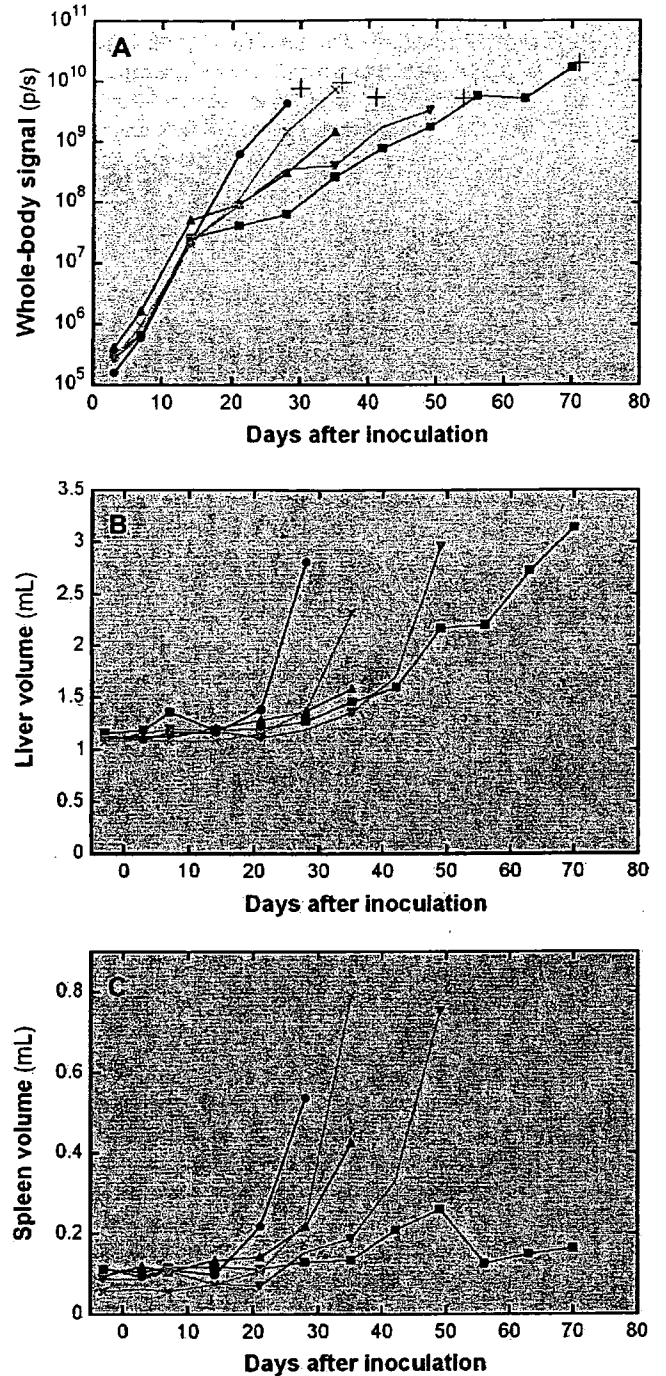 A
Whole-body signal (p/s)
10¹¹
10¹⁰
10⁹
10⁸
10⁷
10⁶
10⁵
0 10 20 30 40 50 60 70 80
Days after inoculation
B
Liver volume (mL)
3.5
3
2.5
2
1.5
1
0.5
0
0 10 20 30 40 50 60 70 80
Days after inoculation
C
Spleen volume (mL)
0.8
0.6
0.4
0.2
0
0 10 20 30 40 50 60 70 80
Days after inoculation